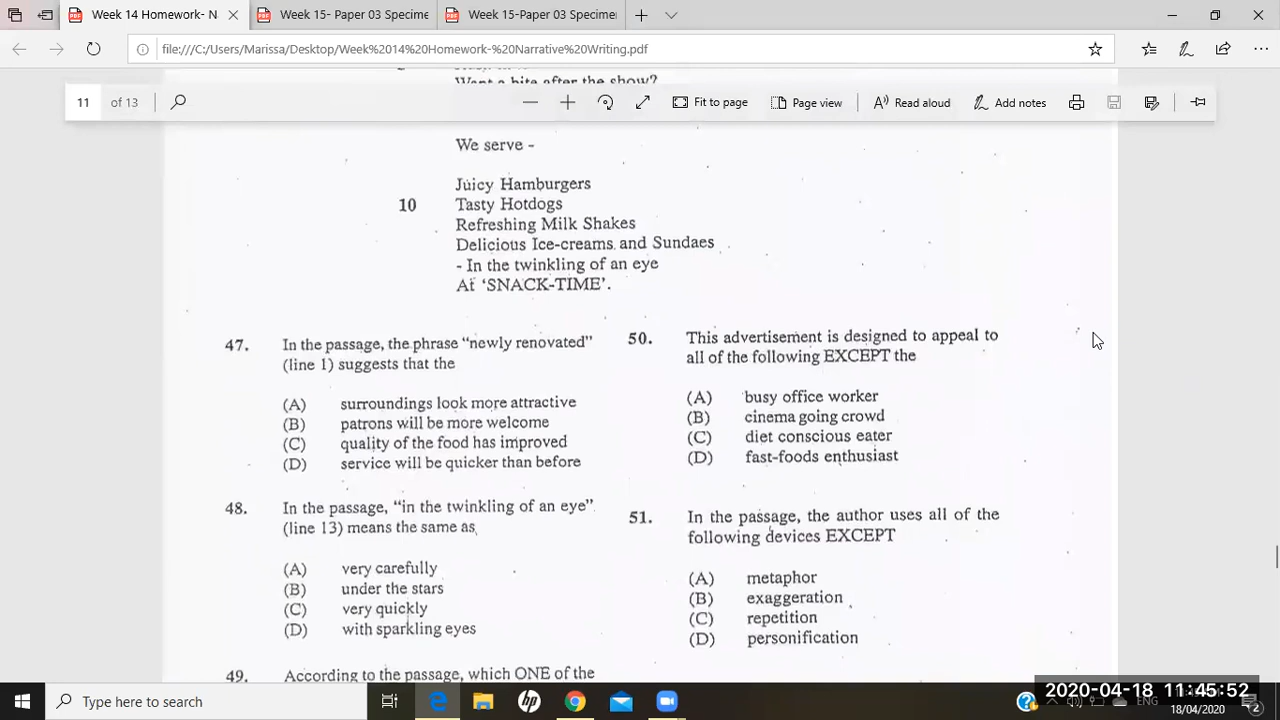 Week 14 Homework- N
Week 15- Paper 03 Specime
Week 15-Paper 03 Specimer
file:///C:/Users/Marissa/Desktop/Week%2014%20Homework-%20Narrative%20Writing.pdf
Want a bite after the show?
11 of 13
Fit to page
Page view
Read aloud
Add notes
We serve -
Juicy Hamburgers
10 Tasty Hotdogs
Refreshing Milk Shakes
Delicious Ice-creams and Sundaes
- In the twinkling of an eye
At 'SNACK-TIME'.
47. In the passage, the phrase "newly renovated"
(line 1) suggests that the
(A) surroundings look more attractive
(B) patrons will be more welcome
(C) quality of the food has improved
(D) service will be quicker than before
48. In the passage, "in the twinkling of an eye"
(line 13) means the same as
(A) very carefully
(B) under the stars
(C) very quickly
(D) with sparkling eyes
49. According to the passage, which ONE of the
50. This advertisement is designed to appeal to
all of the following EXCEPT the
(A) busy office worker
(B) cinema going crowd
(C) diet conscious eater
(D) fast-foods enthusiast
51. In the passage, the author uses all of the
following devices EXCEPT
(A) metaphor
(B) exaggeration
(C) repetition
(D) personification
Type here to search
ENG
2020-04-18 11:45:52
18/04/2020